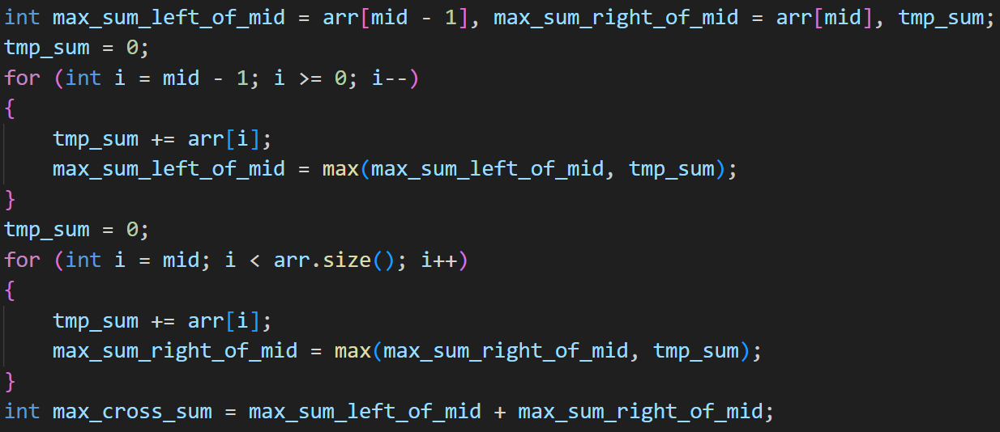 int max_sum_left_of_mid = arr[mid - 1], max_sum_right_of_mid = arr[mid], tmp_sum;
tmp_sum = 0;
for (int i = mid - 1; i >= 0; i--)
{
    tmp_sum += arr[i];
    max_sum_left_of_mid = max(max_sum_left_of_mid, tmp_sum);
}
tmp_sum = 0;
for (int i = mid; i < arr.size(); i++)
{
    tmp_sum += arr[i];
    max_sum_right_of_mid = max(max_sum_right_of_mid, tmp_sum);
}
int max_cross_sum = max_sum_left_of_mid + max_sum_right_of_mid;